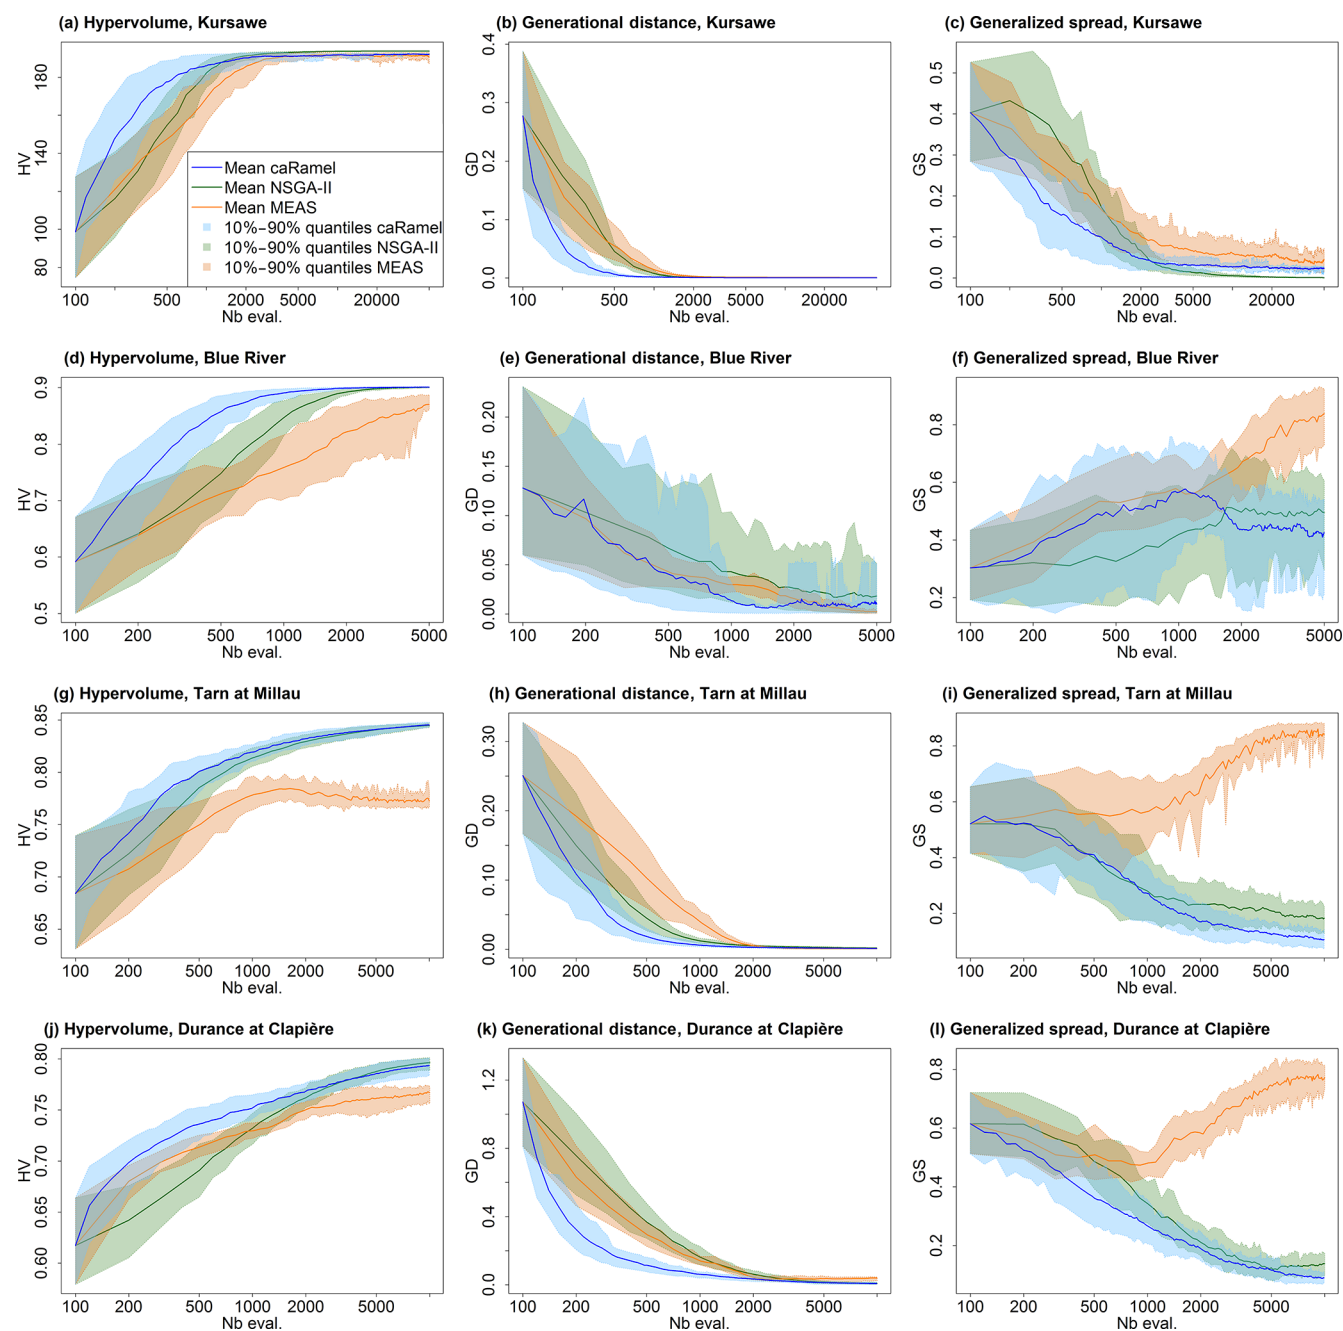 (a) Hypervolume, Kursawe
HV
80 100 140 180
100 500 2000 5000 20000
Nb eval.
Mean caRamel
Mean NSGA-II
Mean MEAS
10%-90% quantiles caRamel
10%-90% quantiles NSGA-II
10%-90% quantiles MEAS
(b) Generational distance, Kursawe
GD
0.0 0.1 0.2 0.3 0.4
100 500 2000 5000 20000
Nb eval.
(c) Generalized spread, Kursawe
GS
0.0 0.1 0.2 0.3 0.4 0.5
100 500 2000 5000 20000
Nb eval.
(d) Hypervolume, Blue River
HV
0.5 0.6 0.7 0.8 0.9
100 200 500 1000 2000 5000
Nb eval.
(e) Generational distance, Blue River
GD
0.00 0.05 0.10 0.15 0.20
100 200 500 1000 2000 5000
Nb eval.
(f) Generalized spread, Blue River
GS
0.2 0.4 0.6 0.8
100 200 500 1000 2000 5000
Nb eval.
(g) Hypervolume, Tarn at Millau
HV
0.65 0.70 0.75 0.80 0.85
100 200 500 1000 2000 5000
Nb eval.
(h) Generational distance, Tarn at Millau
GD
0.00 0.10 0.20 0.30
100 200 500 1000 2000 5000
Nb eval.
(i) Generalized spread, Tarn at Millau
GS
0.2 0.4 0.6 0.8
100 200 500 1000 2000 5000
Nb eval.
(j) Hypervolume, Durance at Clapière
HV
0.60 0.65 0.70 0.75 0.80
100 200 500 1000 2000 5000
Nb eval.
(k) Generational distance, Durance at Clapière
GD
0.0 0.4 0.8 1.2
100 200 500 1000 2000 5000
Nb eval.
(l) Generalized spread, Durance at Clapière
GS
0.2 0.4 0.6 0.8
100 200 500 1000 2000 5000
Nb eval.